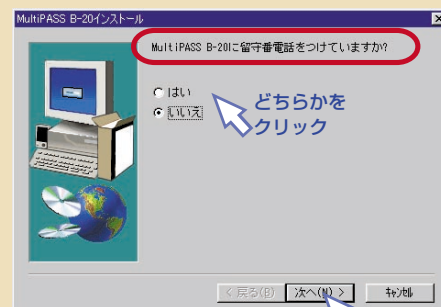 MultiPASS B-20インストール
MultiPASS B-20に留守番電話をつけていますか?
はい
いいえ
どちらかを
クリック
< 戻る(B)
次へ(N) >
キャンセル